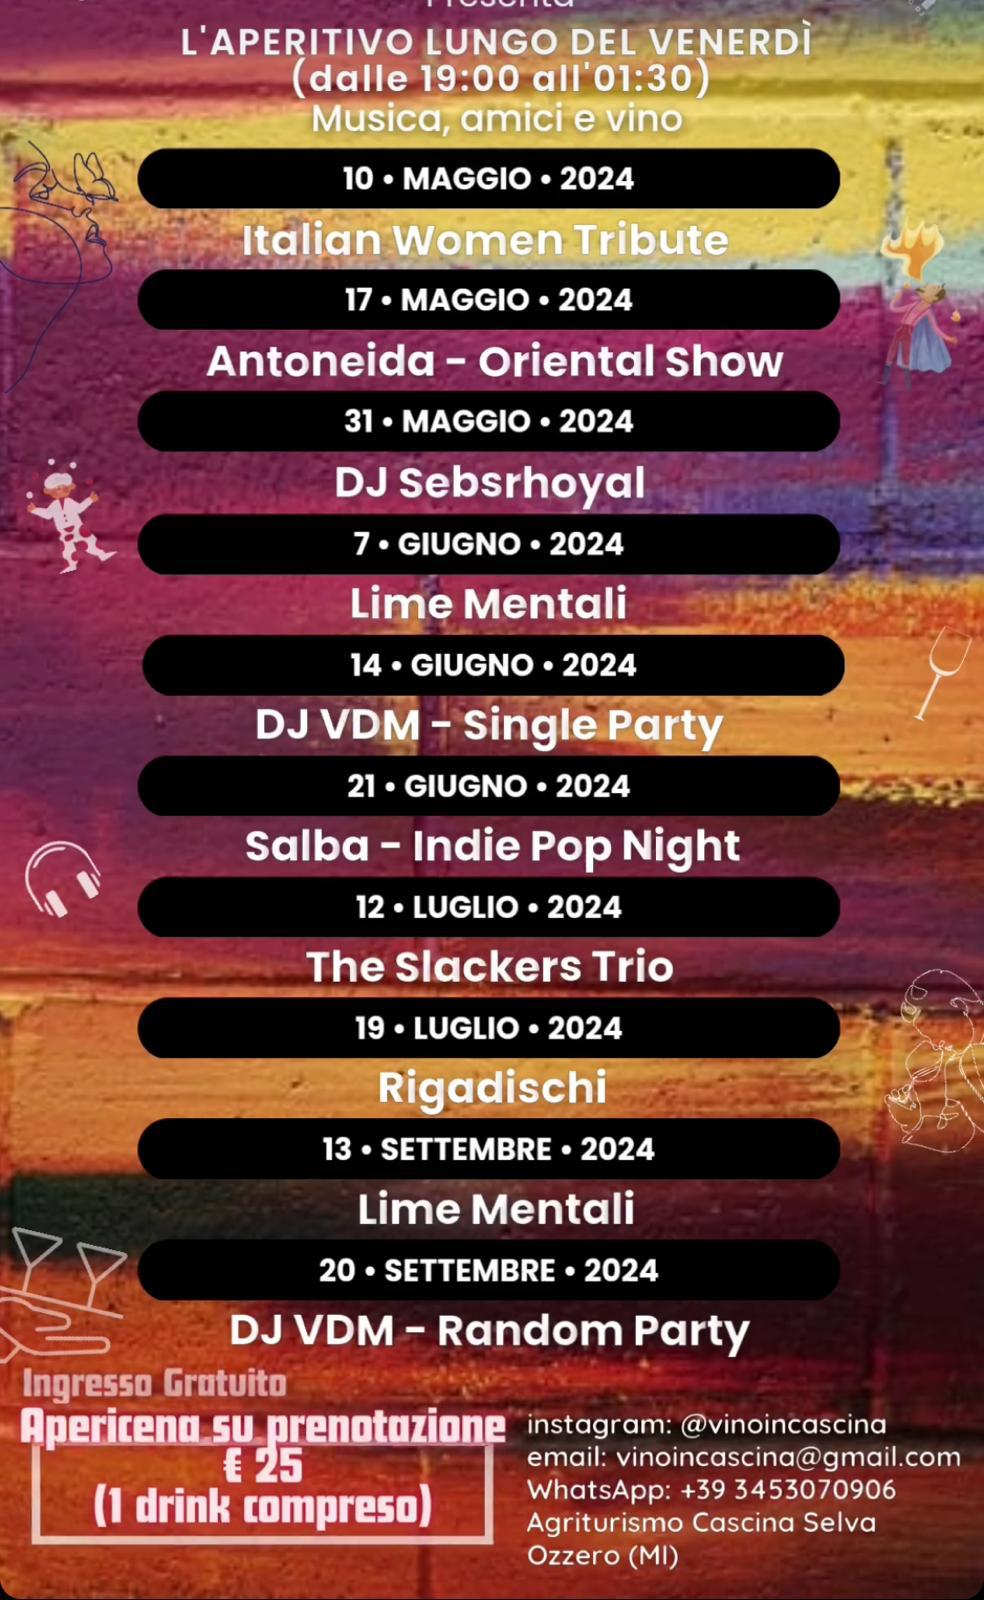 Presenta
L'APERITIVO LUNGO DEL VENERDÌ
(dalle 19:00 all'01:30)
Musica, amici e vino
10 • MAGGIO • 2024
Italian Women Tribute
17 • MAGGIO • 2024
Antoneida - Oriental Show
31 • MAGGIO • 2024
DJ Sebsrhoyal
7 • GIUGNO • 2024
Lime Mentali
14 • GIUGNO • 2024
DJ VDM - Single Party
21 • GIUGNO • 2024
Salba - Indie Pop Night
12 • LUGLIO • 2024
The Slackers Trio
19 • LUGLIO • 2024
Rigadischi
13 • SETTEMBRE • 2024
Lime Mentali
20 • SETTEMBRE • 2024
DJ VDM - Random Party
Ingresso Gratuito
Apericena su prenotazione
€ 25
(1 drink compreso)
instagram: @vinoincascina
email: vinoincascina@gmail.com
WhatsApp: +39 3453070906
Agriturismo Cascina Selva
Ozzero (MI)